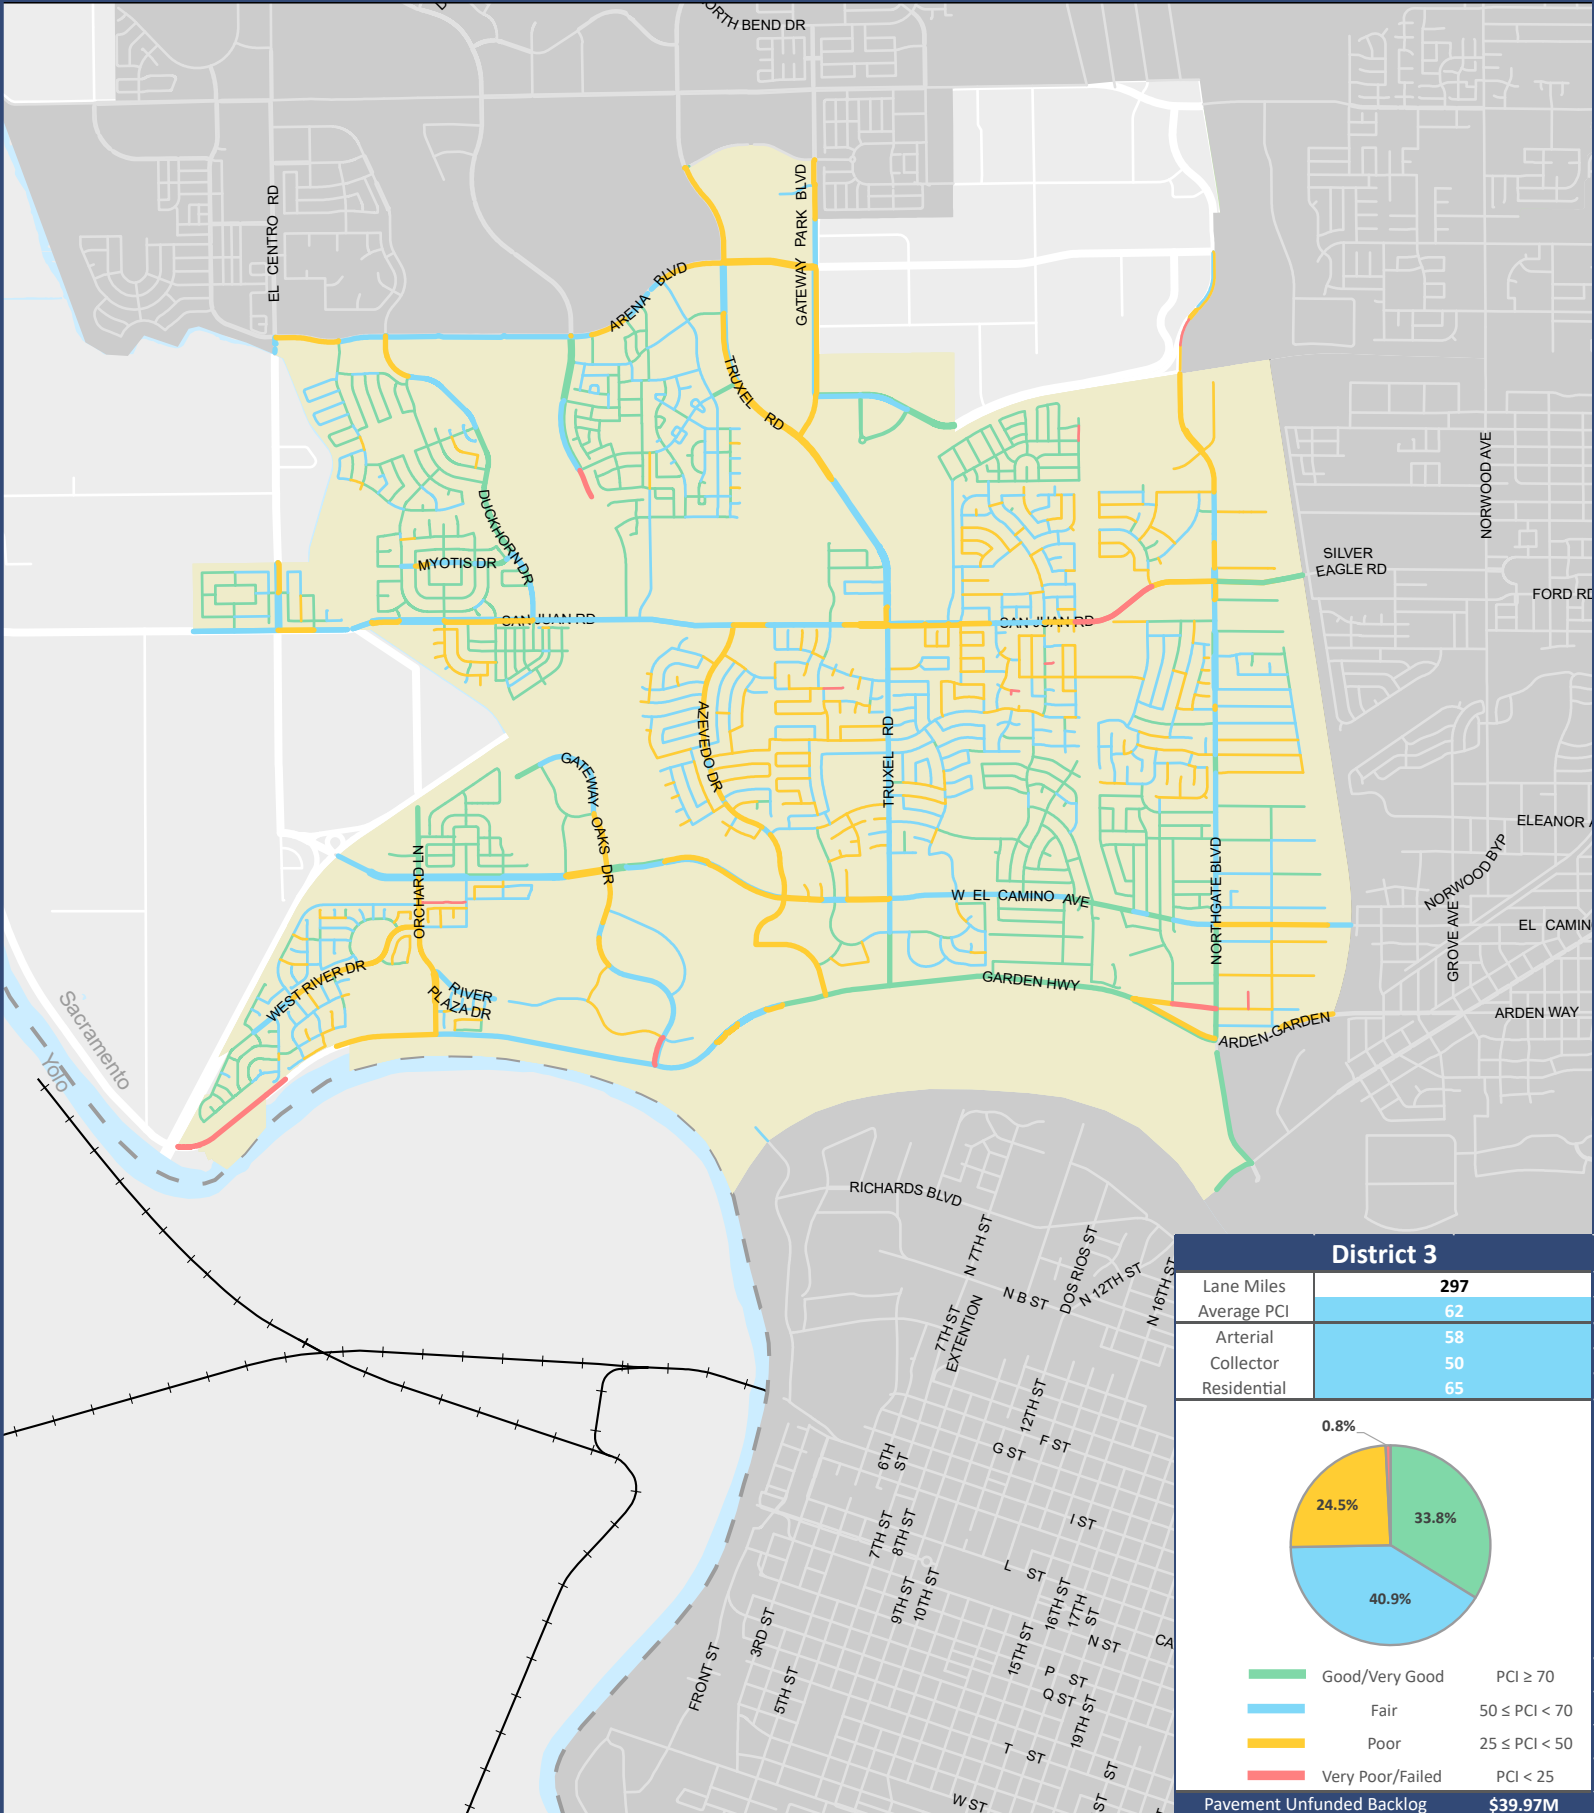 NORTH BEND DR
EL CENTRO RD
GATEWAY PARK BLVD
ARENA BLVD
TRUXEL RD
NORWOOD AVE
DUCKHORN DR
MYOTIS DR
SILVER
EAGLE RD
FORD RD
SAN JUAN RD
SAN JUAN RD
AZEVEDO DR
TRUXEL RD
GATEWAY OAKS DR
ELEANOR
NORWOOD BYP
ORCHARD LN
NORTHGATE BLVD
W EL CAMINO AVE
GROVE AVE
EL CAMIN
WEST RIVER DR
RIVER
PLAZA DR
GARDEN HWY
ARDEN-GARDEN
ARDEN WAY
Sacramento
Yolo
RICHARDS BLVD
N 7TH ST
DOS RIOS ST
N 12TH ST
N 16TH ST
N B ST
7TH ST
EXTENTION
12TH ST
F ST
G ST
6TH
ST
I ST
7TH ST
8TH ST
L ST
9TH ST
10TH ST
16TH ST
17TH
ST
3RD ST
15TH ST
N ST
CA
FRONT ST
5TH ST
P ST
Q ST
19TH ST
T ST
ST
W ST
ST
District 3
Lane Miles 297
Average PCI 62
Arterial 58
Collector 50
Residential 65
0.8%
24.5%
33.8%
40.9%
Good/Very Good PCI ≥ 70
Fair 50 ≤ PCI < 70
Poor 25 ≤ PCI < 50
Very Poor/Failed PCI < 25
Pavement Unfunded Backlog $39.97M